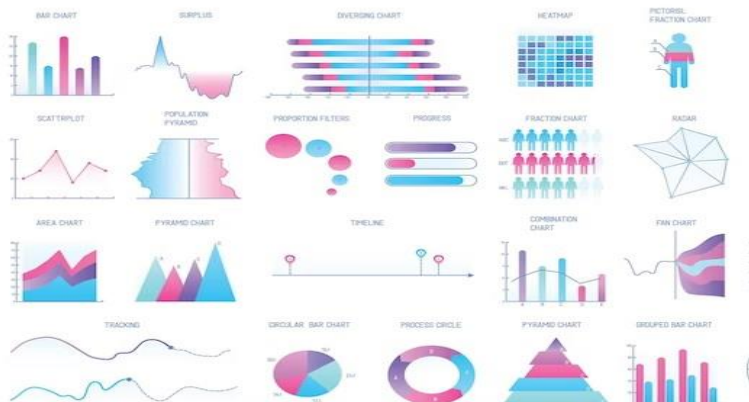 BAR CHART
SURPLUS
DIVERGING CHART
HEATMAP
PICTORIAL
FRACTION CHART
SCATTRPLOT
POPULATION
PYRAMID
PROPORTION FILTERS
PROGRESS
FRACTION CHART
RADAR
AREA CHART
PYRAMID CHART
TIMELINE
COMBINATION
CHART
FAN CHART
TRACKING
CIRCULAR BAR CHART
PROCESS CIRCLE
PYRAMID CHART
GROUPED BAR CHART